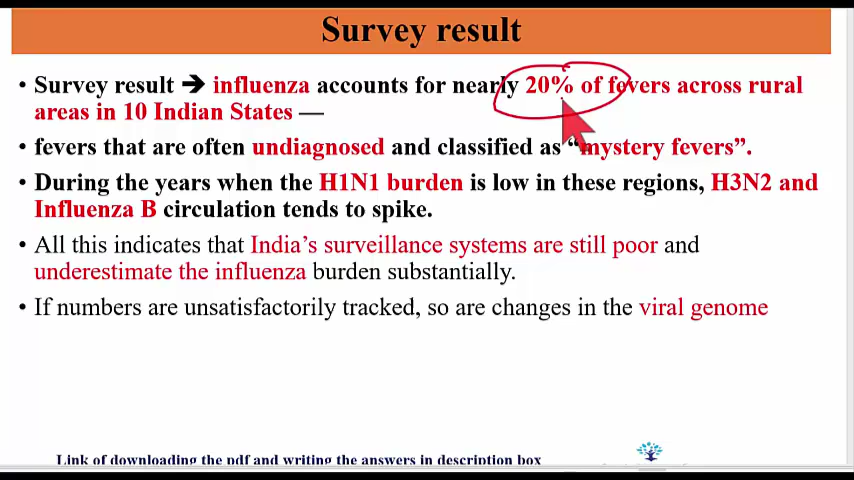 Survey result
• Survey result ➔ influenza accounts for nearly 20% of fevers across rural
areas in 10 Indian States —
• fevers that are often undiagnosed and classified as “mystery fevers”.
• During the years when the H1N1 burden is low in these regions, H3N2 and
Influenza B circulation tends to spike.
• All this indicates that India’s surveillance systems are still poor and
underestimate the influenza burden substantially.
• If numbers are unsatisfactorily tracked, so are changes in the viral genome
Link of downloading the pdf and writing the answers in description box